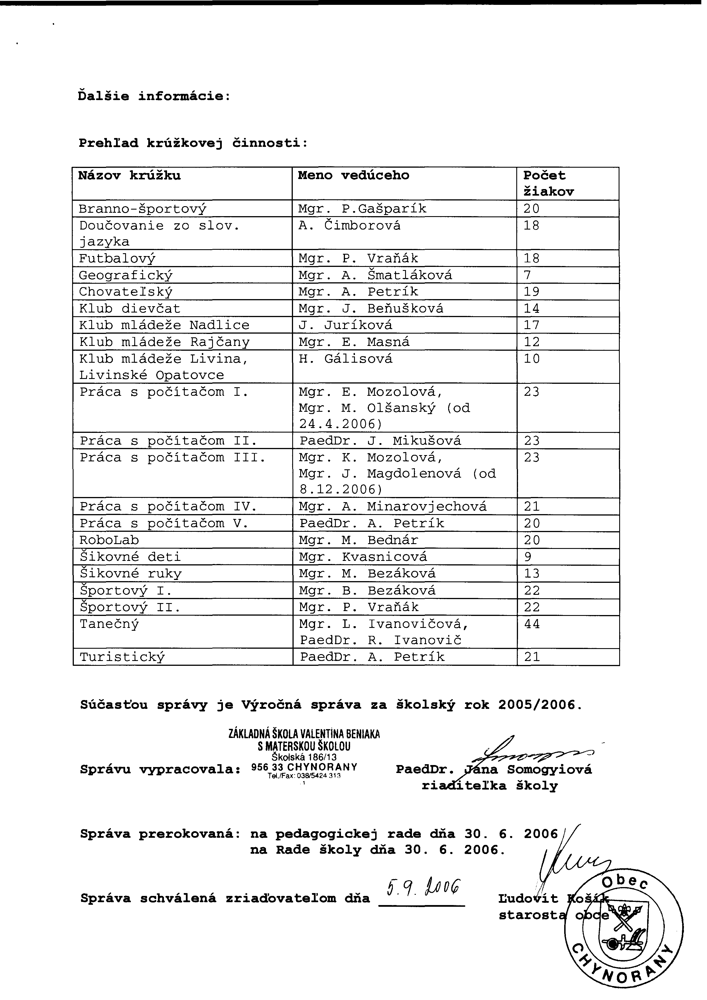 Ďalšie informácie:
Prehľad krúžkovej činnosti:
Názov krúžku Meno vedúceho Počet
žiakov
Branno-športový Mgr. P.Gašparík 20
Doučovanie zo slov. A. Čimborová 18
jazyka
Futbalový Mgr. P. Vraňák 18
Geografický Mgr. A. Šmatláková 7
Chovateľský Mgr. A. Petrík 19
Klub dievčat Mgr. J. Beňušková 14
Klub mládeže Nadlice J. Juríková 17
Klub mládeže Rajčany Mgr. E. Masná 12
Klub mládeže Livina, H. Gálisová 10
Livinské Opatovce
Práca s počítačom I. Mgr. E. Mozolová, 23
Mgr. M. Olšanský (od
24.4.2006)
Práca s počítačom II. PaedDr. J. Mikušová 23
Práca s počítačom III. Mgr. K. Mozolová, 23
Mgr. J. Magdolenová (od
8.12.2006)
Práca s počítačom IV. Mgr. A. Minarovjechová 21
Práca s počítačom V. PaedDr. A. Petrík 20
RoboLab Mgr. M. Bednár 20
Šikovné deti Mgr. Kvasnicová 9
Šikovné ruky Mgr. M. Bezáková 13
Športový I. Mgr. B. Bezáková 22
Športový II. Mgr. P. Vraňák 22
Tanečný Mgr. L. Ivanovičová, 44
PaedDr. R. Ivanovič
Turistický PaedDr. A. Petrík 21
Súčasťou správy je Výročná správa za školský rok 2005/2006.
ZÁKLADNÁ ŠKOLA VALENTÍNA BENIAKA
S MATERSKOU ŠKOLOU
Školská 186/13
956 33 CHYNORANY
Tel./Fax: 038/5424 313
1
Správu vypracovala: PaedDr. Jana Somogyiová
riaditeľka školy
Správa prerokovaná: na pedagogickej rade dňa 30. 6. 2006
na Rade školy dňa 30. 6. 2006.
Správa schválená zriaďovateľom dňa 5.9.2006 Ľudovít Košík
starosta obce
Obec
CHYNORANY